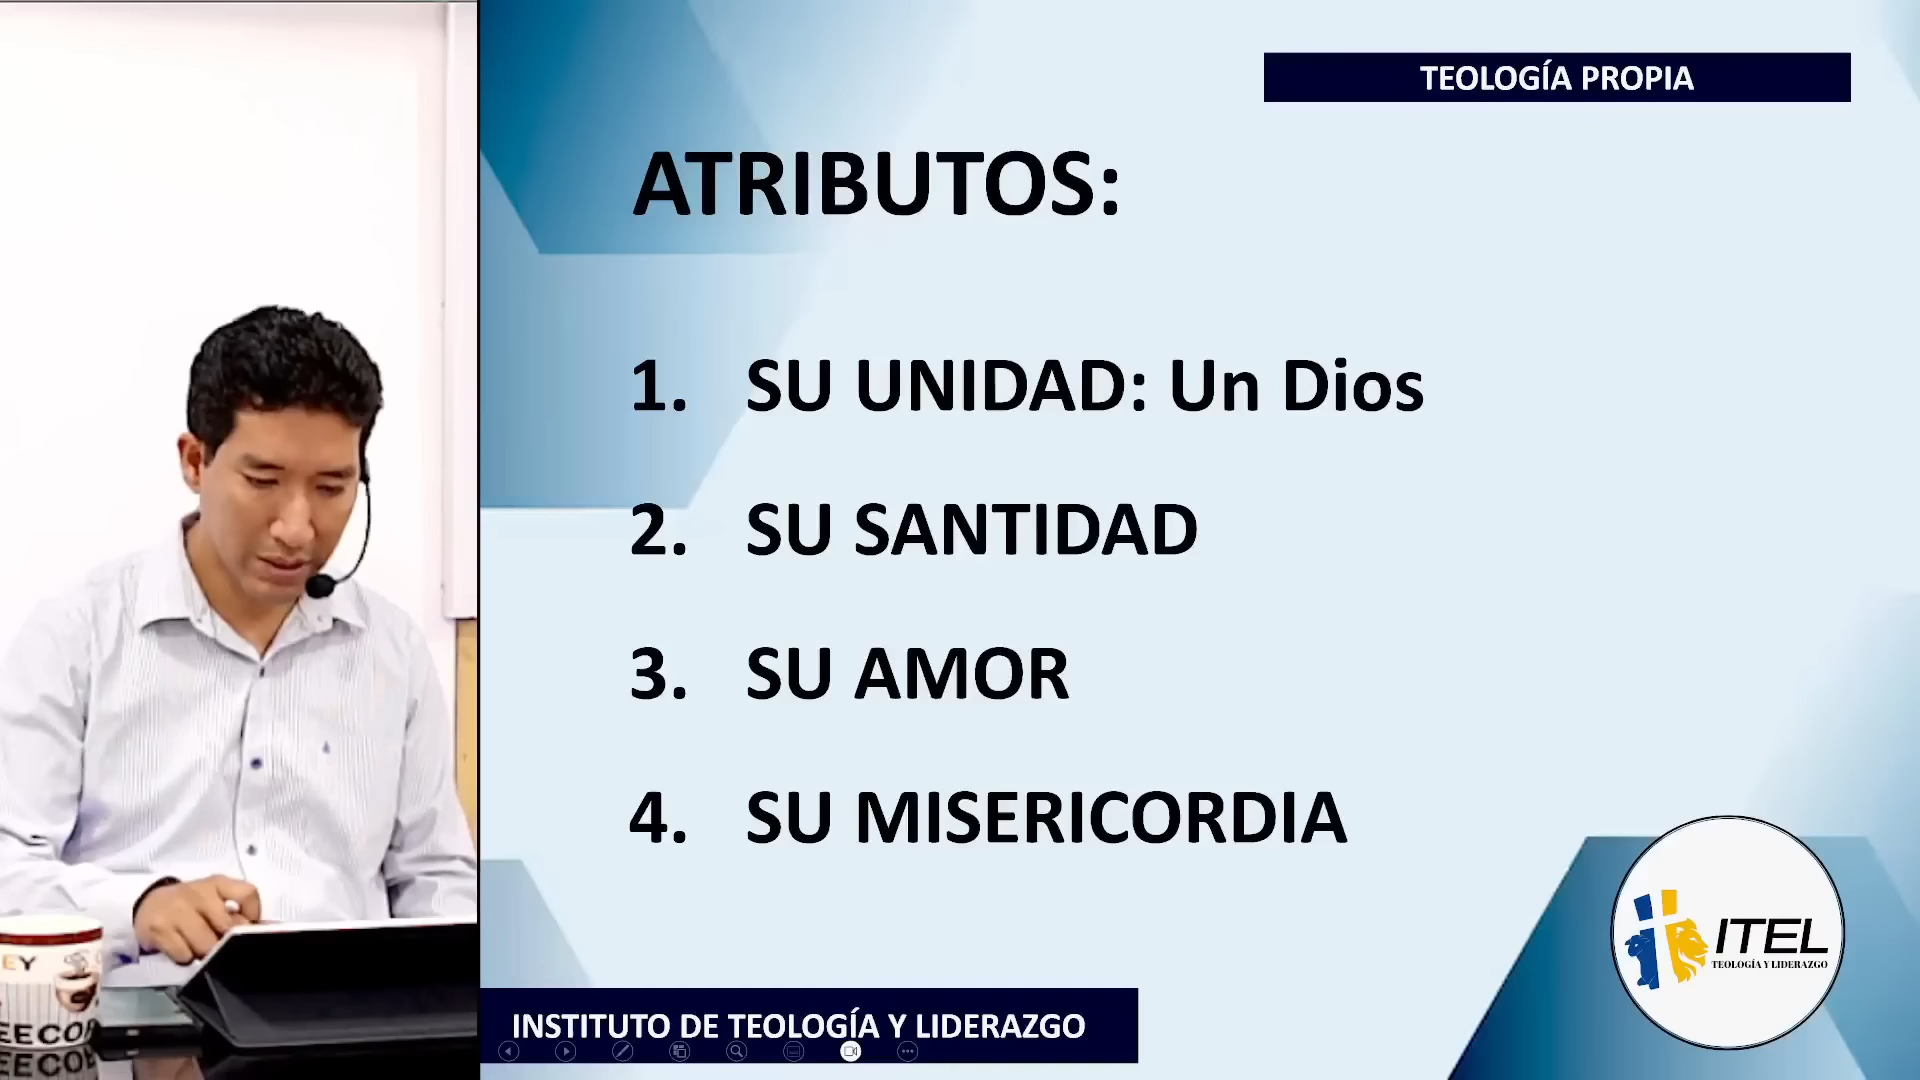 TEOLOGÍA PROPIA
ATRIBUTOS:
1. SU UNIDAD: Un Dios
2. SU SANTIDAD
3. SU AMOR
4. SU MISERICORDIA
ITEL
TEOLOGÍA Y LIDERAZGO
INSTITUTO DE TEOLOGÍA Y LIDERAZGO